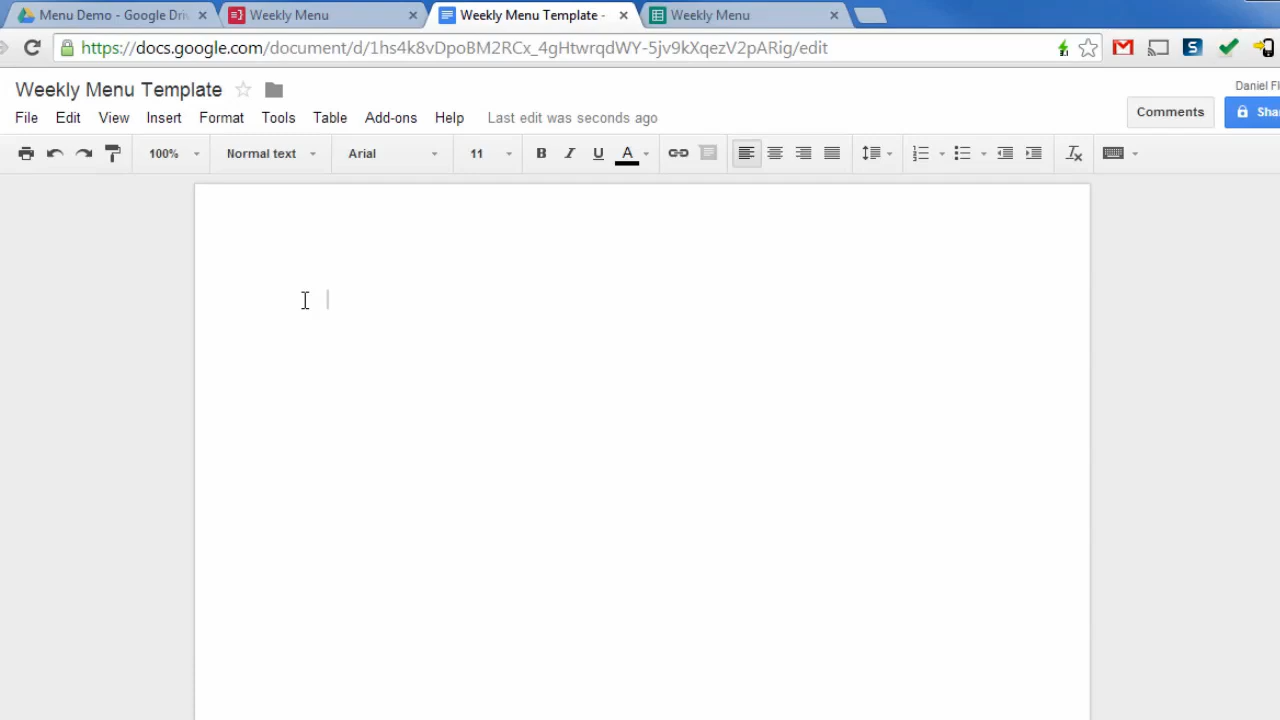 Menu Demo - Google Driv
Weekly Menu
Weekly Menu Template -
Weekly Menu
https://docs.google.com/document/d/1hs4k8vDpoBM2RCx_4gHtwrqdWY-5jv9kXqezV2pARig/edit
Weekly Menu Template
Daniel Fl
File Edit View Insert Format Tools Table Add-ons Help Last edit was seconds ago
Comments
Shar
100% Normal text Arial 11 B I U A